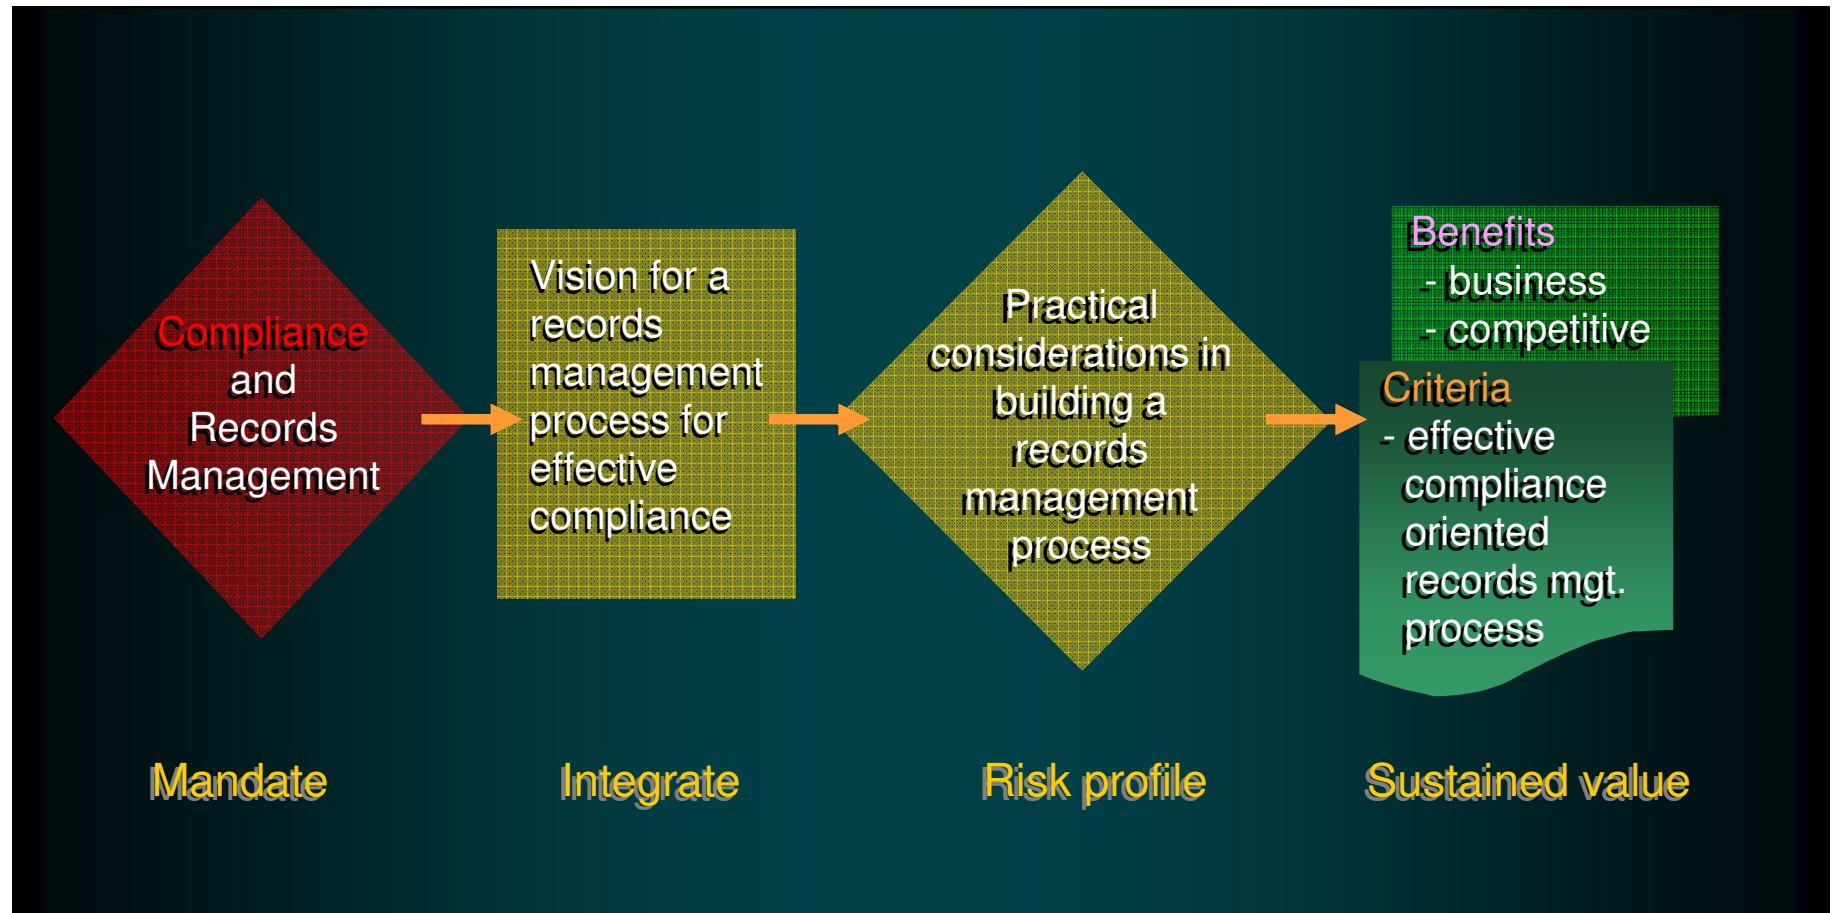 Compliance
and
Records
Management
Vision for a
records
management
process for
effective
compliance
Practical
considerations in
building a
records
management
process
Benefits
- business
- competitive
Criteria
- effective
compliance
oriented
records mgt.
process
Mandate
Integrate
Risk profile
Sustained value